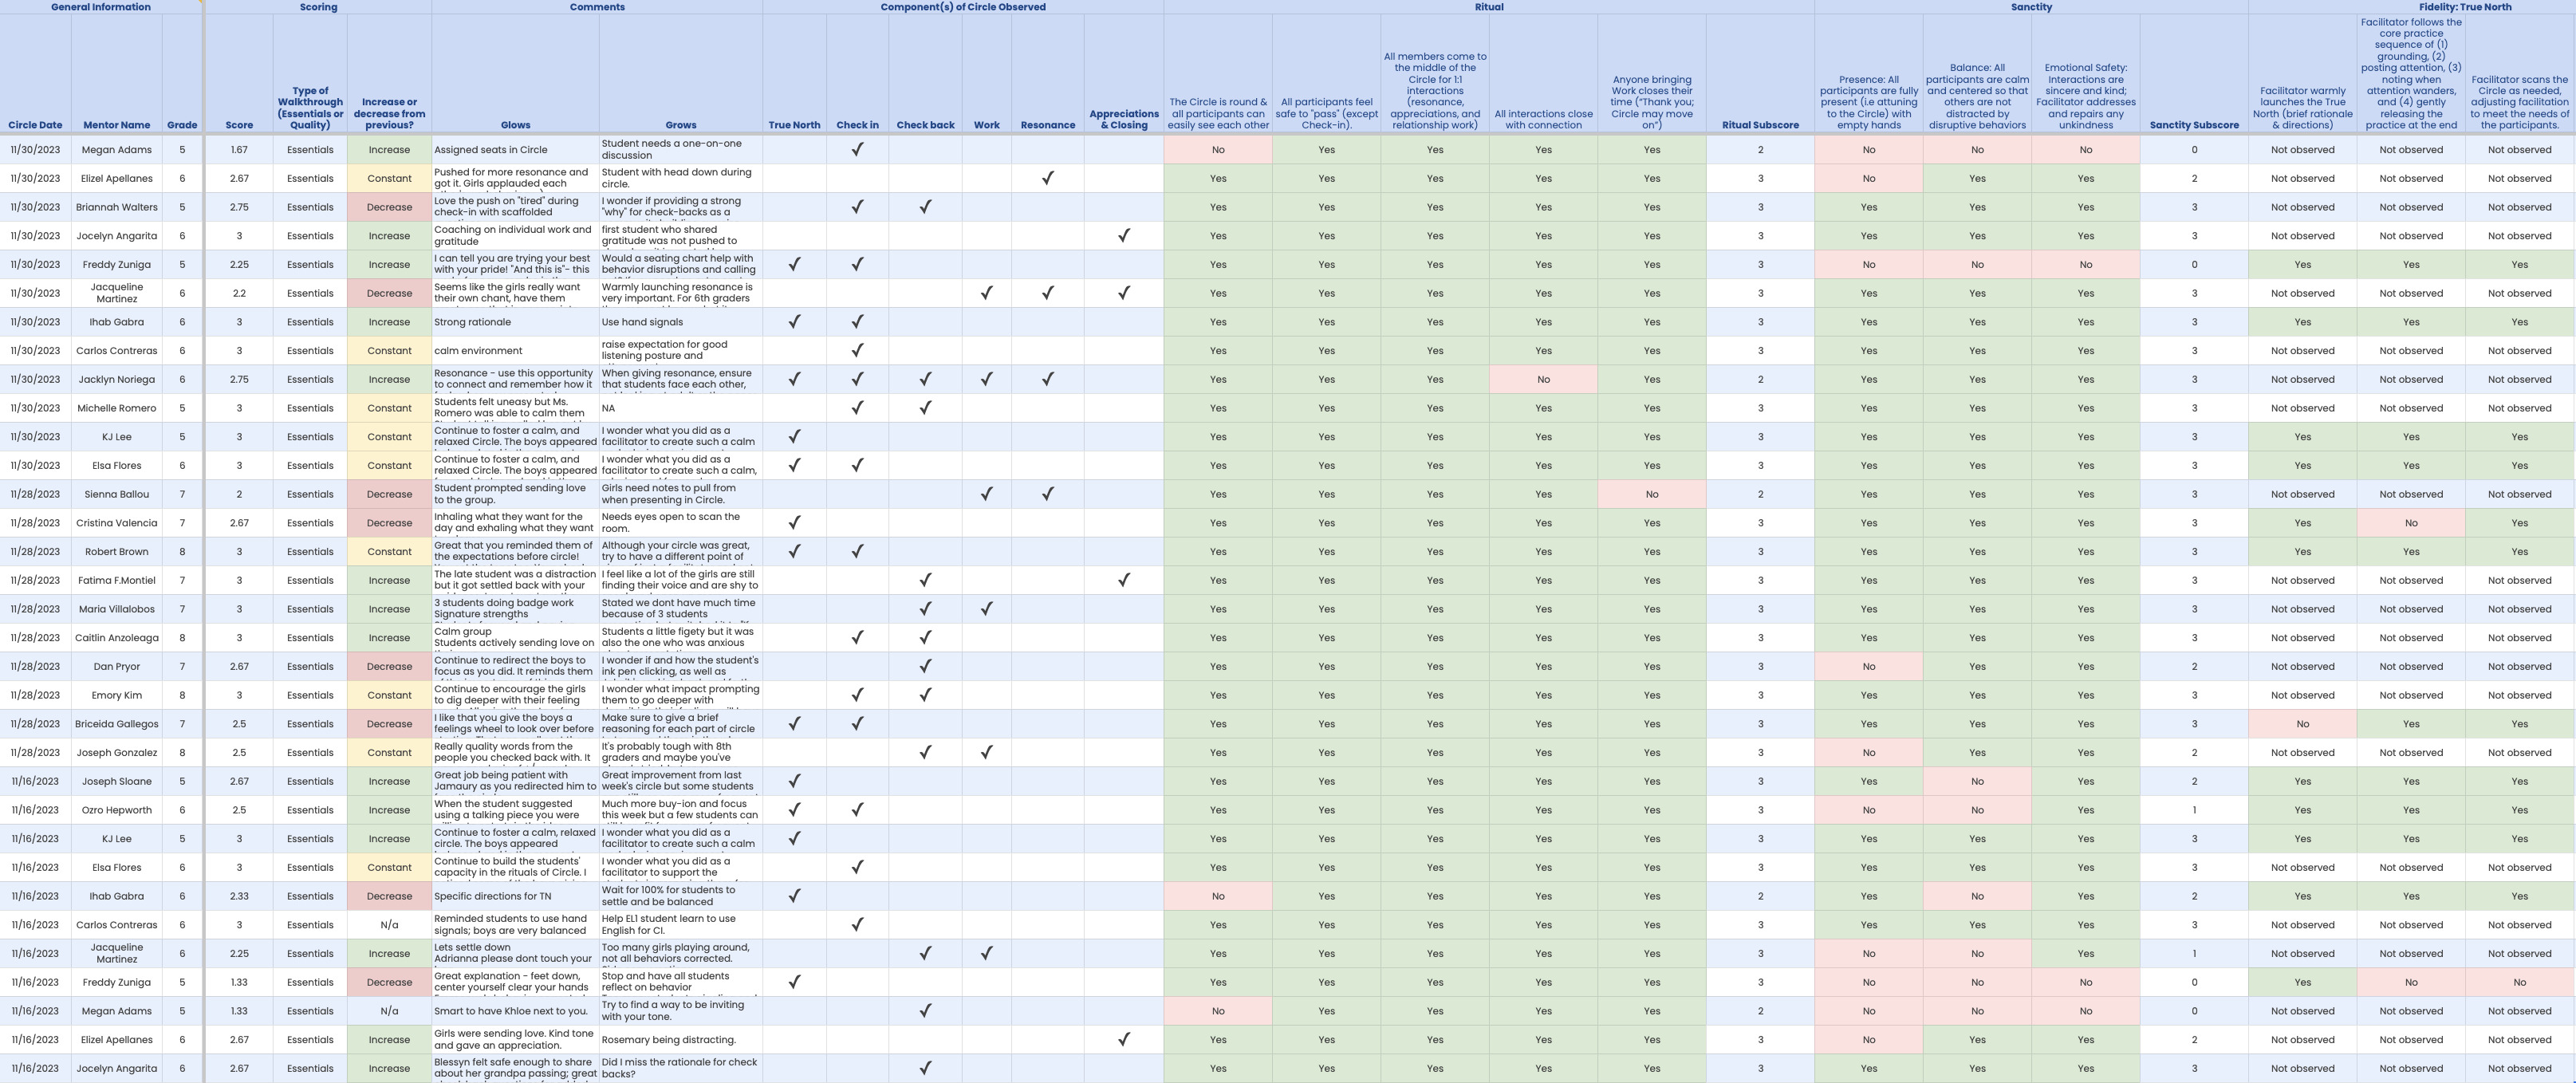 General Information Scoring Comments Component(s) of Circle Observed Ritual Sanctity Fidelity: True North
Circle Date Mentor Name Grade Score Type of Walkthrough (Essentials or Quality) Increase or decrease from previous? Glows Grows True North Check in Check back Work Resonance Appreciations & Closing The Circle is round & all participants can easily see each other All participants feel safe to "pass" (except Check-in). All members come to the middle of the Circle for 1:1 interactions (resonance, appreciations, and relationship work) All interactions close with connection Anyone bringing Work closes their time ("Thank you; Circle may move on") Ritual Subscore Presence: All participants are fully present (i.e attuning to the Circle) with empty hands Balance: All participants are calm and centered so that others are not distracted by disruptive behaviors Emotional Safety: Interactions are sincere and kind; Facilitator addresses and repairs any unkindness Sanctity Subscore Facilitator warmly launches the True North (brief rationale & directions) Facilitator follows the core practice sequence of (1) grounding, (2) posting attention, (3) noting when attention wanders, and (4) gently releasing the practice at the end Facilitator scans the Circle as needed, adjusting facilitation to meet the needs of the participants.
11/30/2023 Megan Adams 5 1.67 Essentials Increase Assigned seats in Circle Student needs a one-on-one discussion ✓ No Yes Yes Yes Yes 2 No No No 0 Not observed Not observed Not observed
11/30/2023 Elizel Apellanes 6 2.67 Essentials Constant Pushed for more resonance and got it. Girls applauded each Student with head down during circle. ✓ Yes Yes Yes Yes Yes 3 No Yes Yes 2 Not observed Not observed Not observed
11/30/2023 Briannah Walters 5 2.75 Essentials Decrease Love the push on "tired" during check-in with scaffolded I wonder if providing a strong "why" for check-backs as a ✓ ✓ Yes Yes Yes Yes Yes 3 Yes Yes Yes 3 Not observed Not observed Not observed
11/30/2023 Jocelyn Angarita 6 3 Essentials Increase Coaching on individual work and gratitude first student who shared gratitude was not pushed to ✓ Yes Yes Yes Yes Yes 3 Yes Yes Yes 3 Not observed Not observed Not observed
11/30/2023 Freddy Zuniga 5 2.25 Essentials Increase I can tell you are trying your best with your pride! "And this is"- this Would a seating chart help with behavior disruptions and calling ✓ ✓ Yes Yes Yes Yes Yes 3 No No No 0 Yes Yes Yes
11/30/2023 Jacqueline Martinez 6 2.2 Essentials Decrease Seems like the girls really want their own chant, have them Warmly launching resonance is very important. For 6th graders ✓ ✓ ✓ Yes Yes Yes Yes Yes 3 Yes Yes Yes 3 Not observed Not observed Not observed
11/30/2023 Ihab Gabra 6 3 Essentials Increase Strong rationale Use hand signals ✓ ✓ Yes Yes Yes Yes Yes 3 Yes Yes Yes 3 Yes Yes Yes
11/30/2023 Carlos Contreras 6 3 Essentials Constant calm environment raise expectation for good listening posture and ✓ Yes Yes Yes Yes Yes 3 Yes Yes Yes 3 Not observed Not observed Not observed
11/30/2023 Jacklyn Noriega 6 2.75 Essentials Increase Resonance - use this opportunity to connect and remember how it When giving resonance, ensure that students face each other, ✓ ✓ ✓ ✓ ✓ Yes Yes Yes No Yes 2 Yes Yes Yes 3 Not observed Not observed Not observed
11/30/2023 Michelle Romero 5 3 Essentials Constant Students felt uneasy but Ms. Romero was able to calm them NA ✓ ✓ Yes Yes Yes Yes Yes 3 Yes Yes Yes 3 Not observed Not observed Not observed
11/30/2023 KJ Lee 5 3 Essentials Constant Continue to foster a calm, and relaxed Circle. The boys appeared I wonder what you did as a facilitator to create such a calm ✓ Yes Yes Yes Yes Yes 3 Yes Yes Yes 3 Yes Yes Yes
11/30/2023 Elsa Flores 6 3 Essentials Constant Continue to foster a calm, and relaxed Circle. The boys appeared I wonder what you did as a facilitator to create such a calm, ✓ ✓ Yes Yes Yes Yes Yes 3 Yes Yes Yes 3 Yes Yes Yes
11/28/2023 Sienna Ballou 7 2 Essentials Decrease Student prompted sending love to the group. Girls need notes to pull from when presenting in Circle. ✓ ✓ Yes Yes Yes Yes No 2 Yes Yes Yes 3 Not observed Not observed Not observed
11/28/2023 Cristina Valencia 7 2.67 Essentials Decrease Inhaling what they want for the day and exhaling what they want Needs eyes open to scan the room. ✓ Yes Yes Yes Yes Yes 3 Yes Yes Yes 3 Yes No Yes
11/28/2023 Robert Brown 8 3 Essentials Constant Great that you reminded them of the expectations before circle! Although your circle was great, try to have a different point of ✓ ✓ Yes Yes Yes Yes Yes 3 Yes Yes Yes 3 Yes Yes Yes
11/28/2023 Fatima F.Montiel 7 3 Essentials Increase The late student was a distraction but it got settled back with your I feel like a lot of the girls are still finding their voice and are shy to ✓ ✓ Yes Yes Yes Yes Yes 3 Yes Yes Yes 3 Not observed Not observed Not observed
11/28/2023 Maria Villalobos 7 3 Essentials Increase 3 students doing badge work Signature strengths Stated we dont have much time because of 3 students ✓ ✓ Yes Yes Yes Yes Yes 3 Yes Yes Yes 3 Not observed Not observed Not observed
11/28/2023 Caitlin Anzoleaga 8 3 Essentials Increase Calm group Students actively sending love on Students a little figety but it was also the one who was anxious ✓ ✓ Yes Yes Yes Yes Yes 3 Yes Yes Yes 3 Not observed Not observed Not observed
11/28/2023 Dan Pryor 7 2.67 Essentials Decrease Continue to redirect the boys to focus as you did. It reminds them I wonder if and how the student's ink pen clicking, as well as ✓ Yes Yes Yes Yes Yes 3 No Yes Yes 2 Not observed Not observed Not observed
11/28/2023 Emory Kim 8 3 Essentials Constant Continue to encourage the girls to dig deeper with their feeling I wonder what impact prompting them to go deeper with ✓ ✓ Yes Yes Yes Yes Yes 3 Yes Yes Yes 3 Not observed Not observed Not observed
11/28/2023 Briceida Gallegos 7 2.5 Essentials Decrease I like that you give the boys a feelings wheel to look over before Make sure to give a brief reasoning for each part of circle ✓ ✓ Yes Yes Yes Yes Yes 3 Yes Yes Yes 3 No Yes Yes
11/28/2023 Joseph Gonzalez 8 2.5 Essentials Constant Really quality words from the people you checked back with. It It's probably tough with 8th graders and maybe you've ✓ ✓ Yes Yes Yes Yes Yes 3 No Yes Yes 2 Not observed Not observed Not observed
11/16/2023 Joseph Sloane 5 2.67 Essentials Increase Great job being patient with Jamaury as you redirected him to Great improvement from last week's circle but some students ✓ Yes Yes Yes Yes Yes 3 Yes No Yes 2 Yes Yes Yes
11/16/2023 Ozro Hepworth 6 2.5 Essentials Increase When the student suggested using a talking piece you were Much more buy-ion and focus this week but a few students can ✓ ✓ Yes Yes Yes Yes Yes 3 No No Yes 1 Yes Yes Yes
11/16/2023 KJ Lee 5 3 Essentials Increase Continue to foster a calm, relaxed circle. The boys appeared I wonder what you did as a facilitator to create such a calm ✓ Yes Yes Yes Yes Yes 3 Yes Yes Yes 3 Yes Yes Yes
11/16/2023 Elsa Flores 6 3 Essentials Constant Continue to build the students' capacity in the rituals of Circle. I I wonder what you did as a facilitator to support the ✓ Yes Yes Yes Yes Yes 3 Yes Yes Yes 3 Not observed Not observed Not observed
11/16/2023 Ihab Gabra 6 2.33 Essentials Decrease Specific directions for TN Wait for 100% for students to settle and be balanced ✓ No Yes Yes Yes Yes 2 Yes No Yes 2 Yes Yes Yes
11/16/2023 Carlos Contreras 6 3 Essentials N/a Reminded students to use hand signals; boys are very balanced Help EL1 student learn to use English for CI. ✓ Yes Yes Yes Yes Yes 3 Yes Yes Yes 3 Not observed Not observed Not observed
11/16/2023 Jacqueline Martinez 6 2.25 Essentials Increase Lets settle down Adrianna please dont touch your Too many girls playing around, not all behaviors corrected. ✓ ✓ Yes Yes Yes Yes Yes 3 No No Yes 1 Not observed Not observed Not observed
11/16/2023 Freddy Zuniga 5 1.33 Essentials Decrease Great explanation - feet down, center yourself clear your hands Stop and have all students reflect on behavior ✓ Yes Yes Yes Yes Yes 3 No No No 0 Yes No No
11/16/2023 Megan Adams 5 1.33 Essentials N/a Smart to have Khloe next to you. Try to find a way to be inviting with your tone. ✓ No Yes Yes Yes Yes 2 No No No 0 Not observed Not observed Not observed
11/16/2023 Elizel Apellanes 6 2.67 Essentials Increase Girls were sending love. Kind tone and gave an appreciation. Rosemary being distracting. ✓ Yes Yes Yes Yes Yes 3 No Yes Yes 2 Not observed Not observed Not observed
11/16/2023 Jocelyn Angarita 6 2.67 Essentials Increase Blessyn felt safe enough to share about her grandpa passing; great Did I miss the rationale for check backs? ✓ Yes Yes Yes Yes Yes 3 Yes Yes Yes 3 Not observed Not observed Not observed